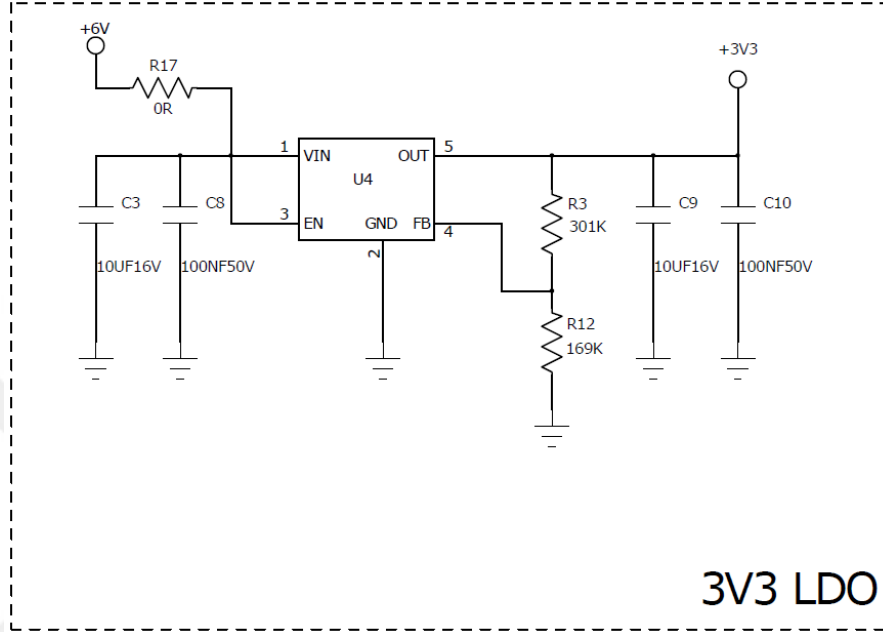 +6V
+3V3
R17
0R
1
VIN
OUT
5
U4
C3
C8
3
EN
GND
FB
4
2
R3
301K
C9
C10
10UF16V
100NF50V
10UF16V
100NF50V
R12
169K
3V3 LDO